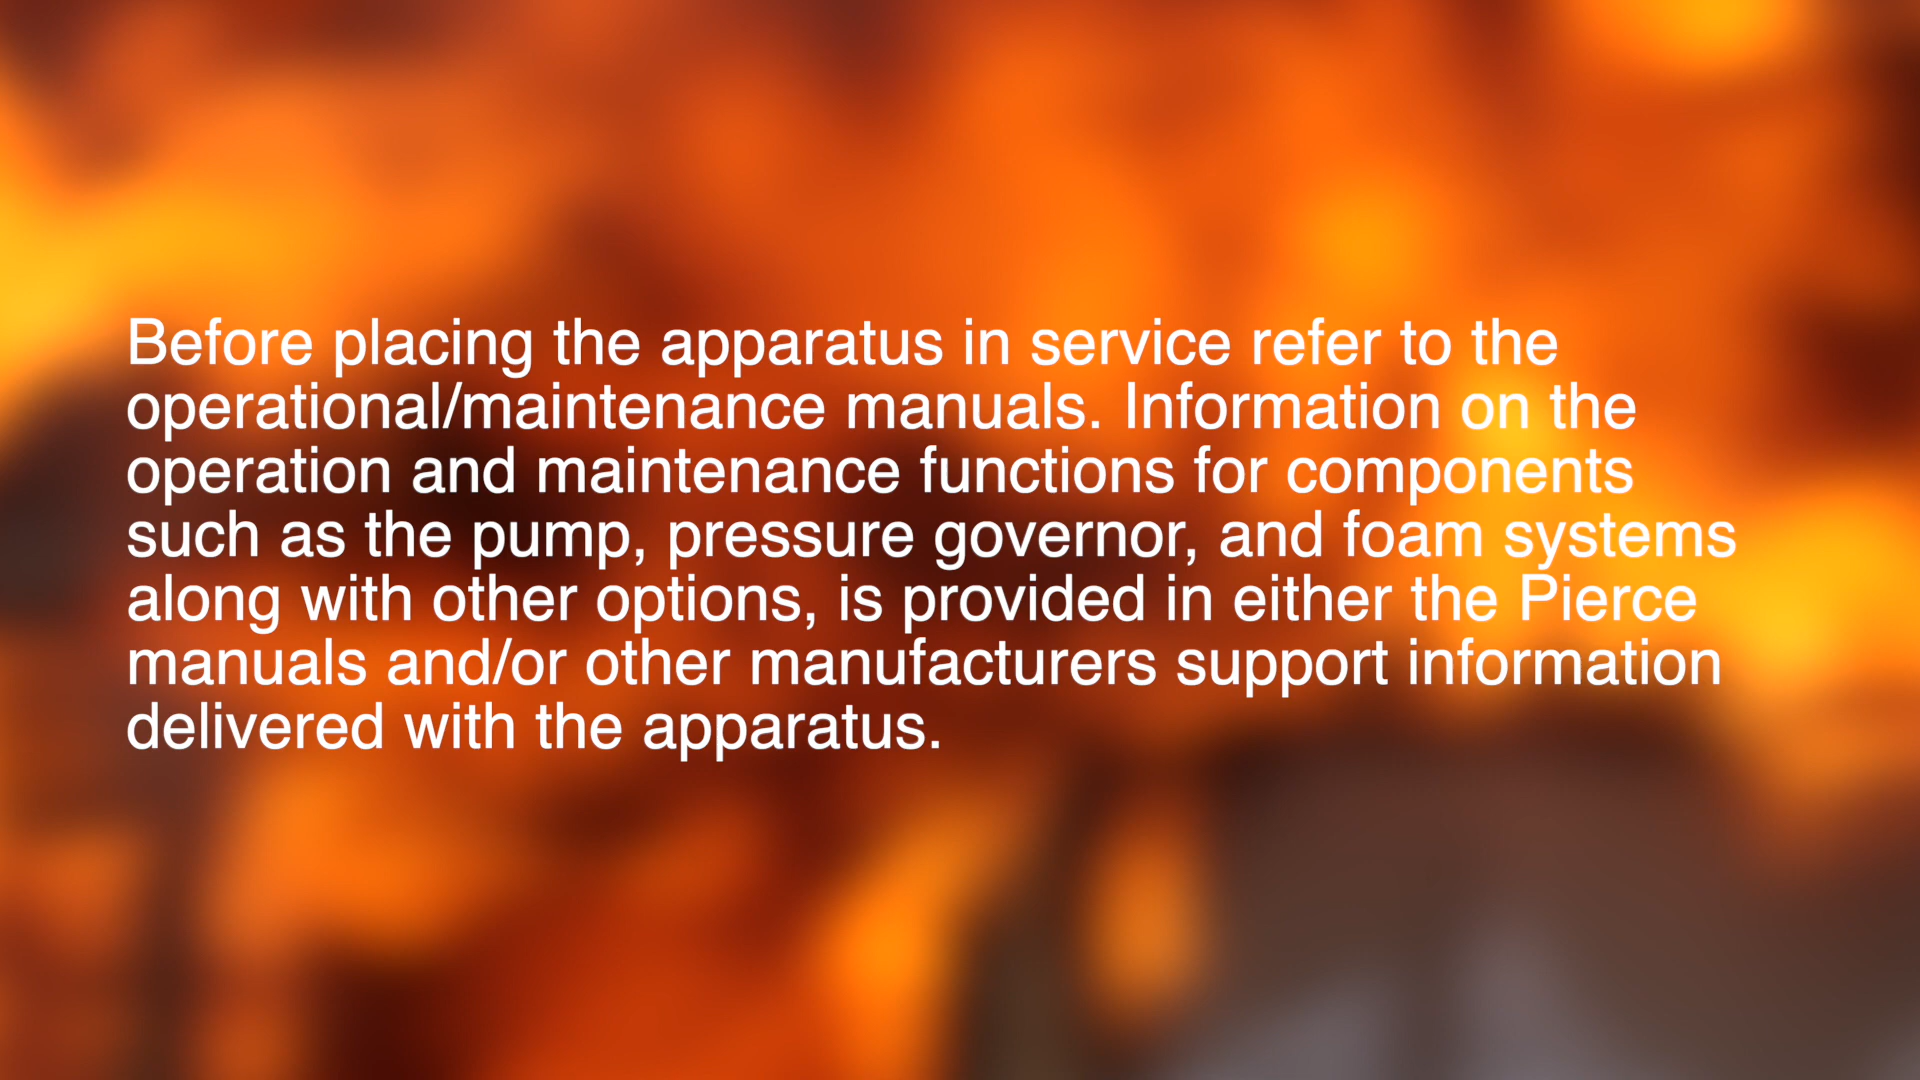 Before placing the apparatus in service refer to the
operational/maintenance manuals. Information on the
operation and maintenance functions for components
such as the pump, pressure governor, and foam systems
along with other options, is provided in either the Pierce
manuals and/or other manufacturers support information
delivered with the apparatus.